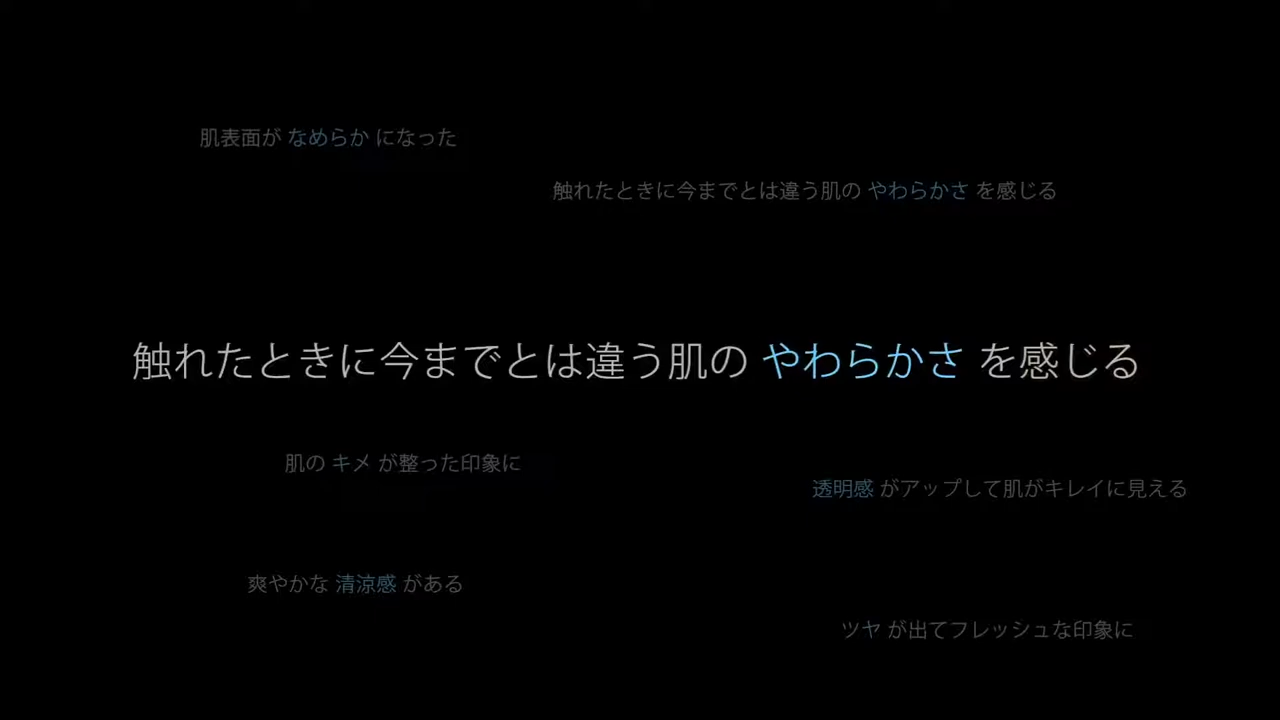 肌表面が なめらか になった
触れたときに今までとは違う肌の やわらかさ を感じる
触れたときに今までとは違う肌の やわらかさ を感じる
肌の キメ が整った印象に
透明感 がアップして肌がキレイに見える
爽やかな 清涼感 がある
ツヤ が出てフレッシュな印象に